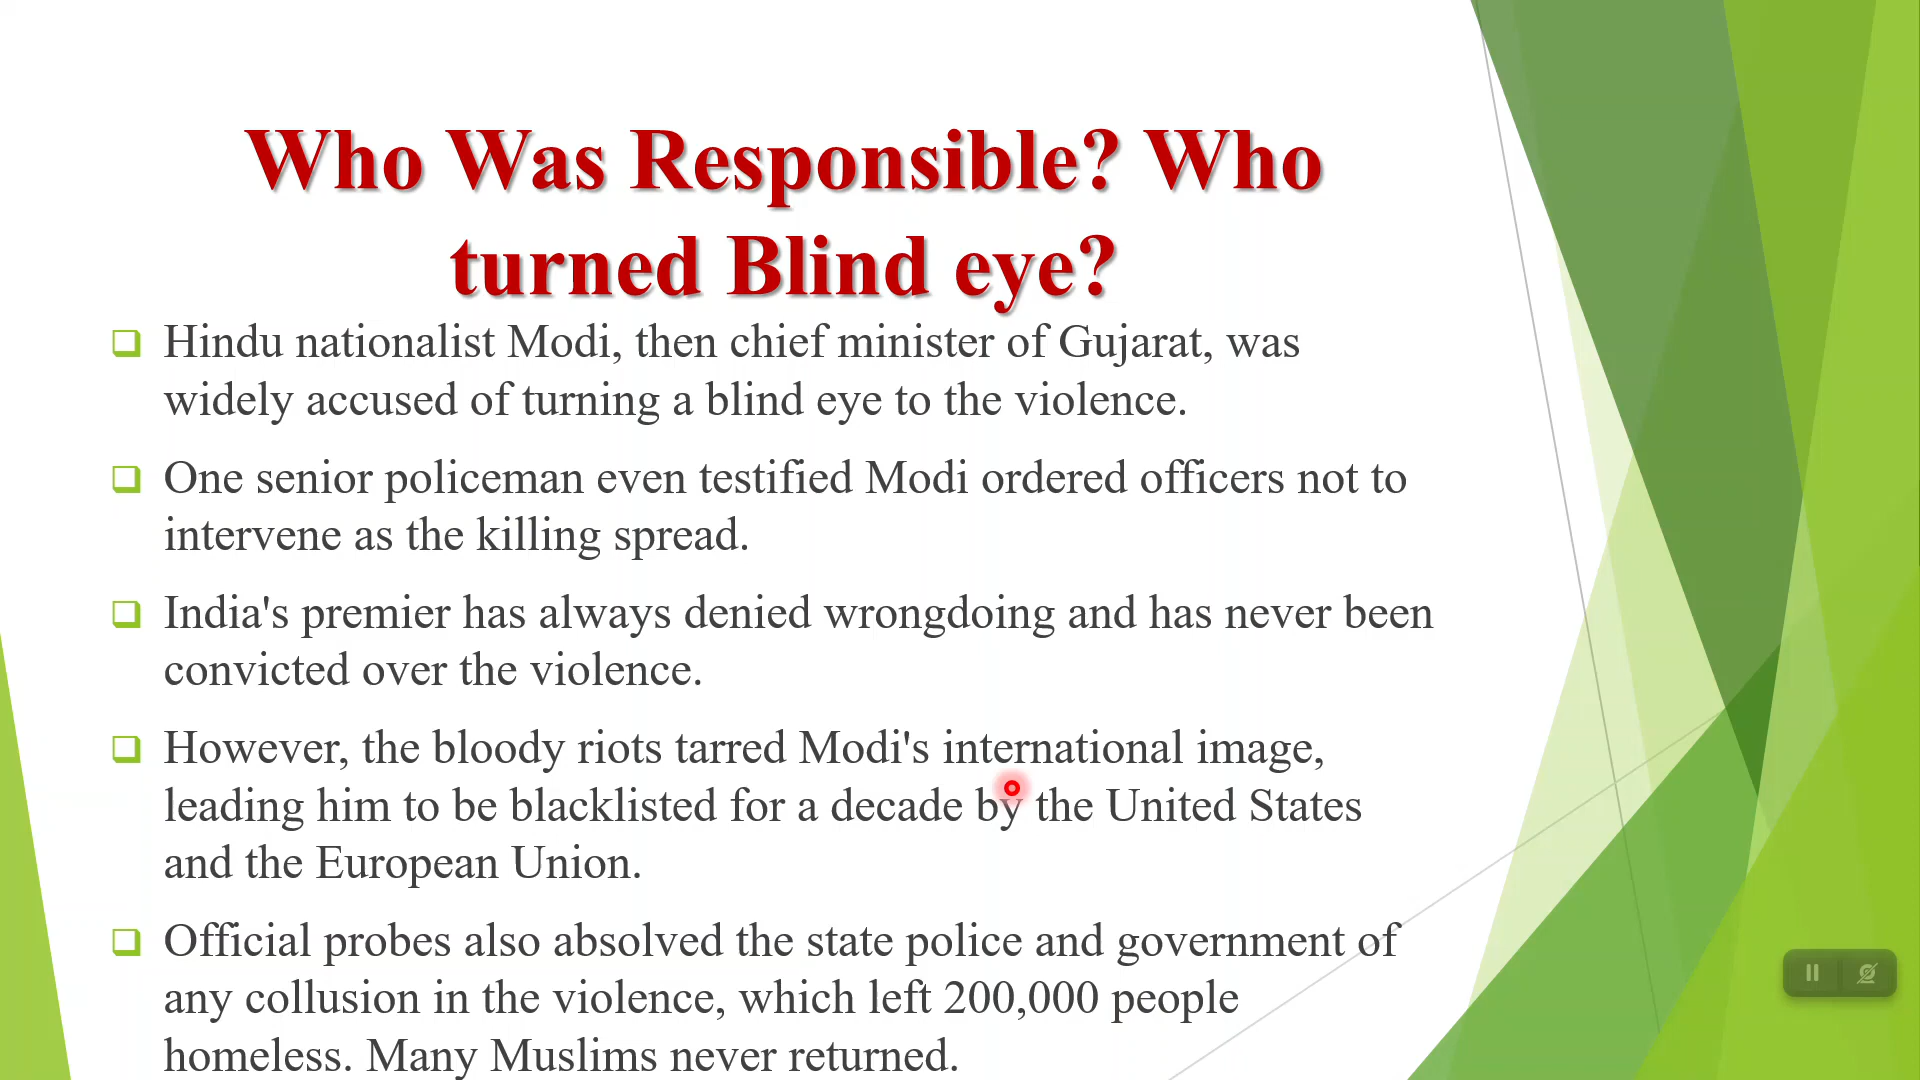 Who Was Responsible? Who
turned Blind eye?
Hindu nationalist Modi, then chief minister of Gujarat, was
widely accused of turning a blind eye to the violence.
One senior policeman even testified Modi ordered officers not to
intervene as the killing spread.
India's premier has always denied wrongdoing and has never been
convicted over the violence.
However, the bloody riots tarred Modi's international image,
leading him to be blacklisted for a decade by the United States
and the European Union.
Official probes also absolved the state police and government of
any collusion in the violence, which left 200,000 people
homeless. Many Muslims never returned.